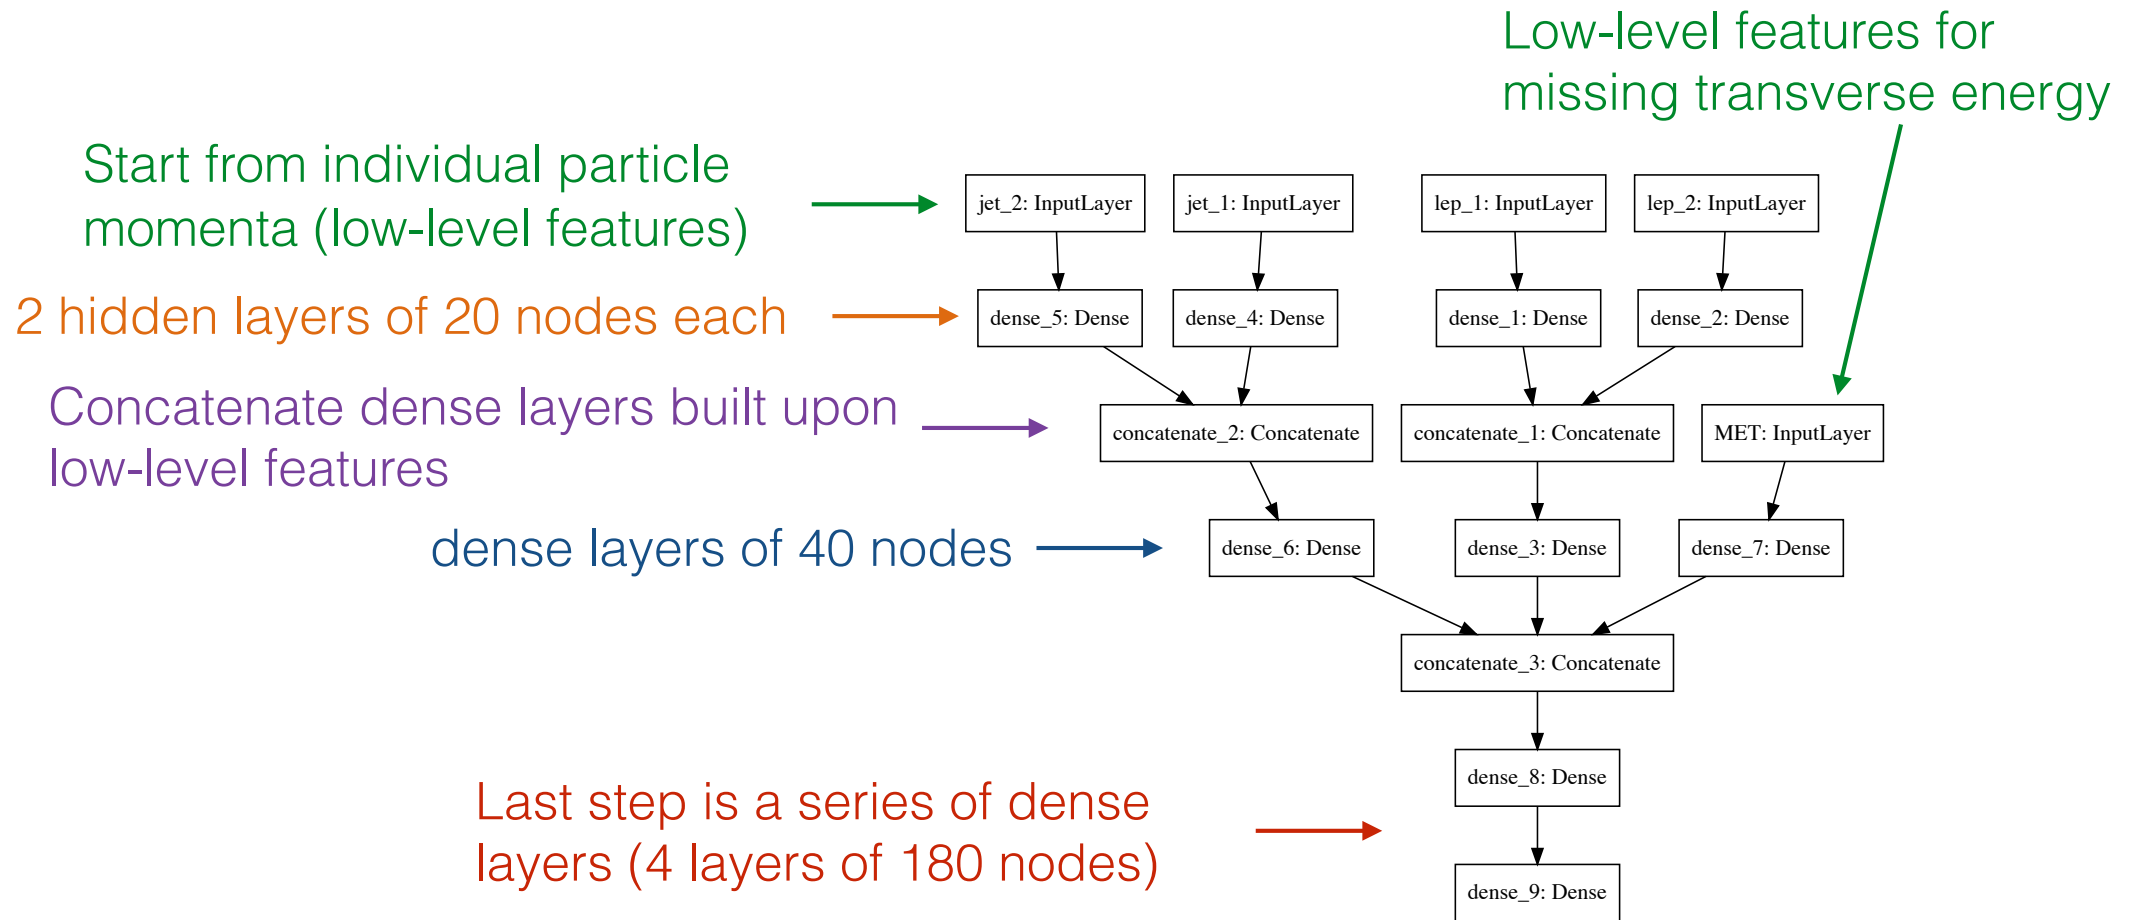 Low-level features for
missing transverse energy
Start from individual particle
momenta (low-level features)
jet_2: InputLayer
jet_1: InputLayer
lep_1: InputLayer
lep_2: InputLayer
2 hidden layers of 20 nodes each
dense_5: Dense
dense_4: Dense
dense_1: Dense
dense_2: Dense
Concatenate dense layers built upon
low-level features
concatenate_2: Concatenate
concatenate_1: Concatenate
MET: InputLayer
dense layers of 40 nodes
dense_6: Dense
dense_3: Dense
dense_7: Dense
concatenate_3: Concatenate
dense_8: Dense
Last step is a series of dense
layers (4 layers of 180 nodes)
dense_9: Dense